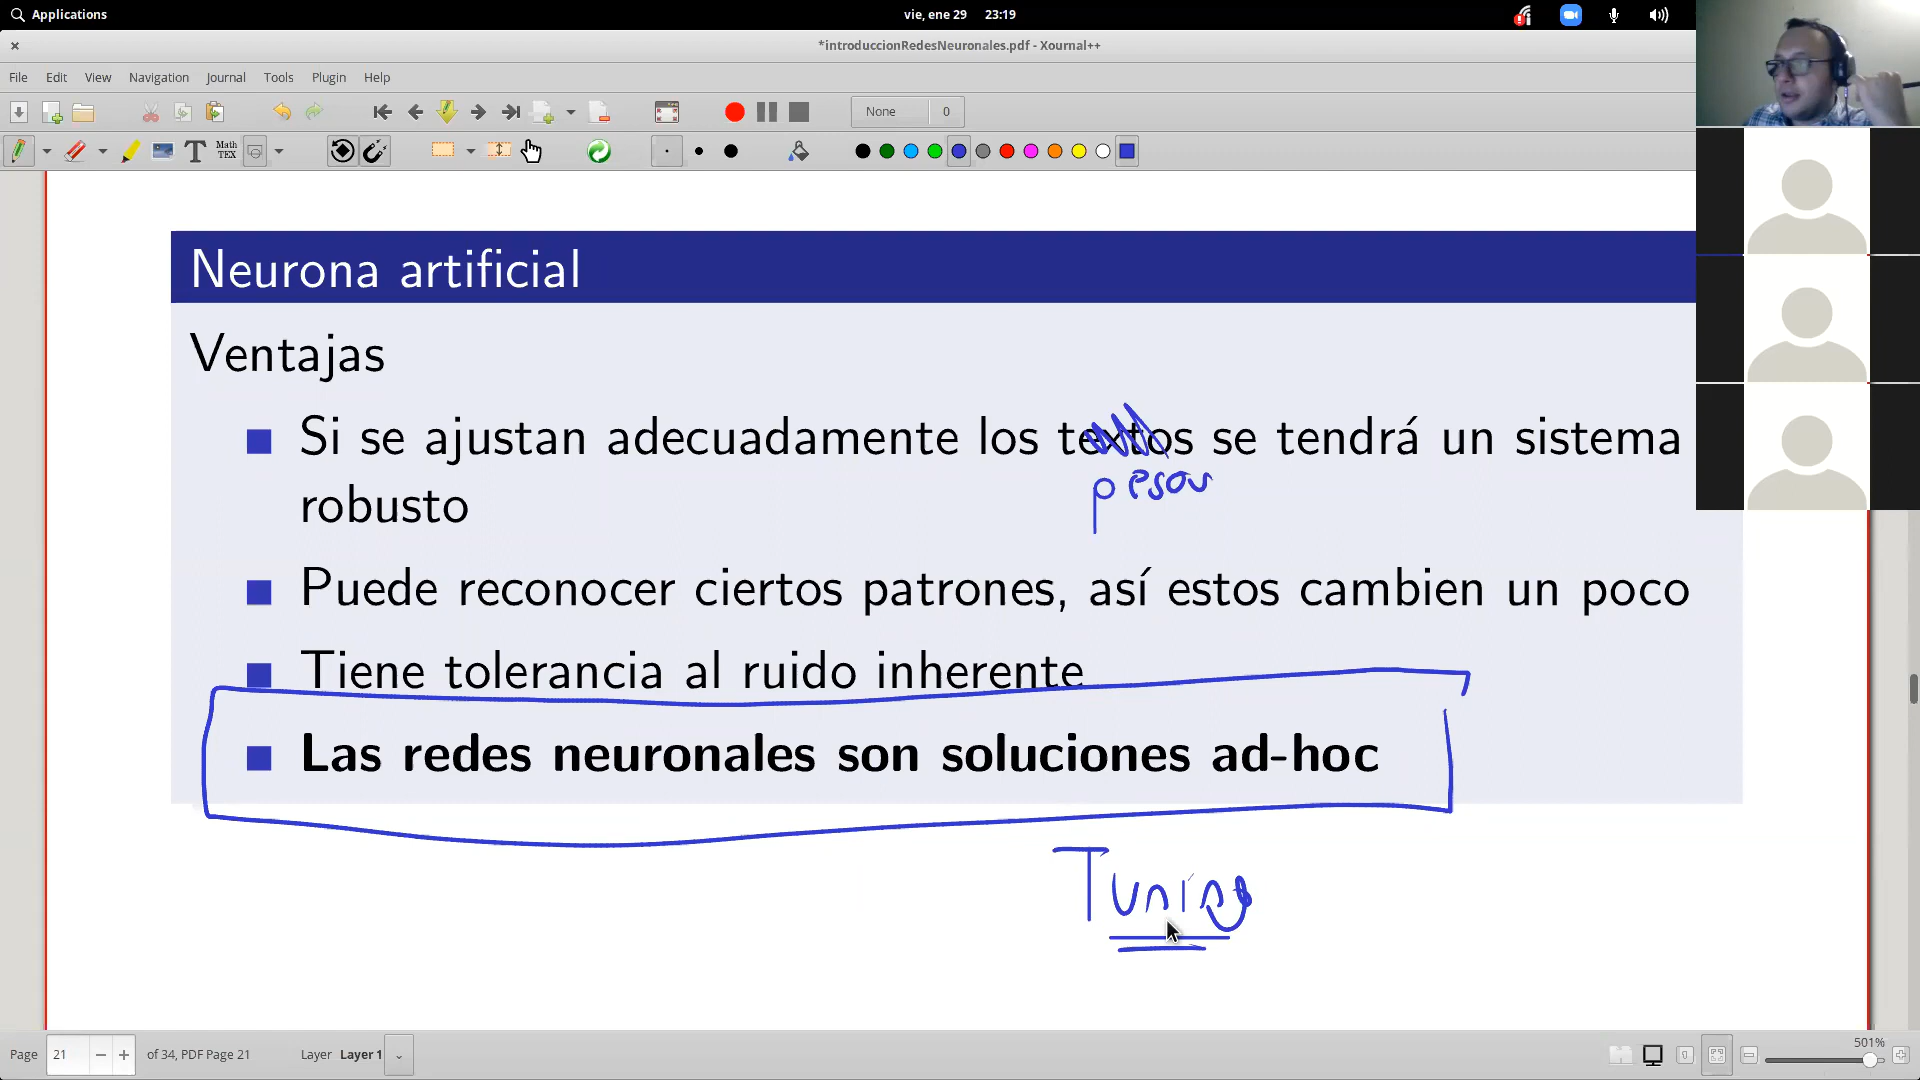 Applications
vie, ene 29 23:19
*introduccionRedesNeuronales.pdf - Xournal++
File Edit View Navigation Journal Tools Plugin Help
None 0
Math
TEX
Neurona artificial
Ventajas
Si se ajustan adecuadamente los textos se tendrá un sistema
pesos
robusto
Puede reconocer ciertos patrones, así estos cambien un poco
Tiene tolerancia al ruido inherente
Las redes neuronales son soluciones ad-hoc
Tuning
Page 21 of 34, PDF Page 21 Layer Layer 1
501%